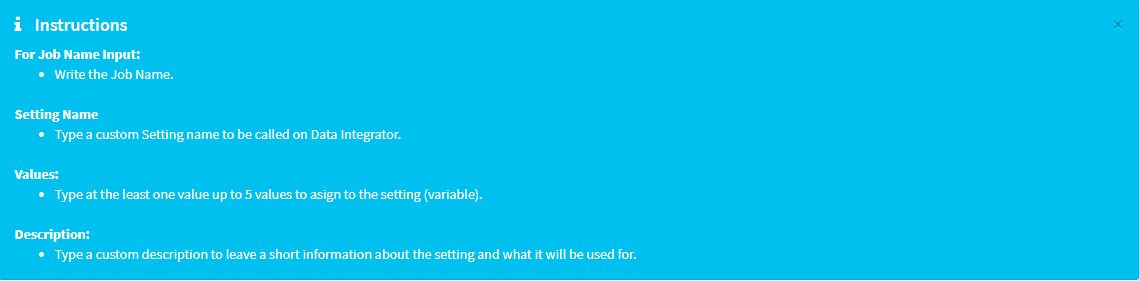 i Instructions ×
For Job Name Input:
• Write the Job Name.
Setting Name
• Type a custom Setting name to be called on Data Integrator.
Values:
• Type at the least one value up to 5 values to asign to the setting (variable).
Description:
• Type a custom description to leave a short information about the setting and what it will be used for.